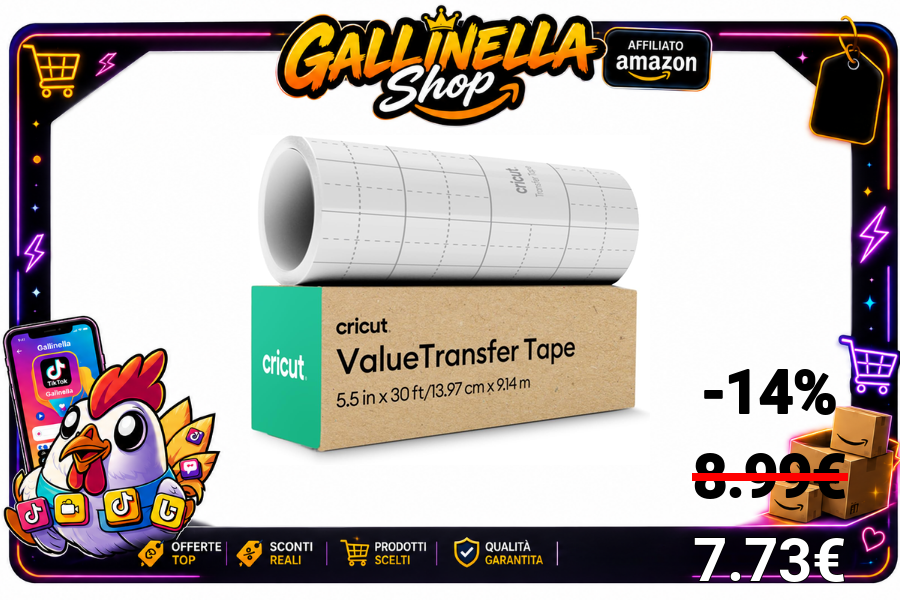 GALLINELLA
Shop
AFFILIATO
amazon
cricut
Transfer Tape
cricut
ValueTransfer Tape
5.5 in x 30 ft/13.97 cm x 9.14 m
cricut
Gallinella
TikTok
Gallinella
-14%
8.99€
7.73€
OFFERTE
TOP
SCONTI
REALI
PRODOTTI
SCELTI
QUALITÀ
GARANTITA